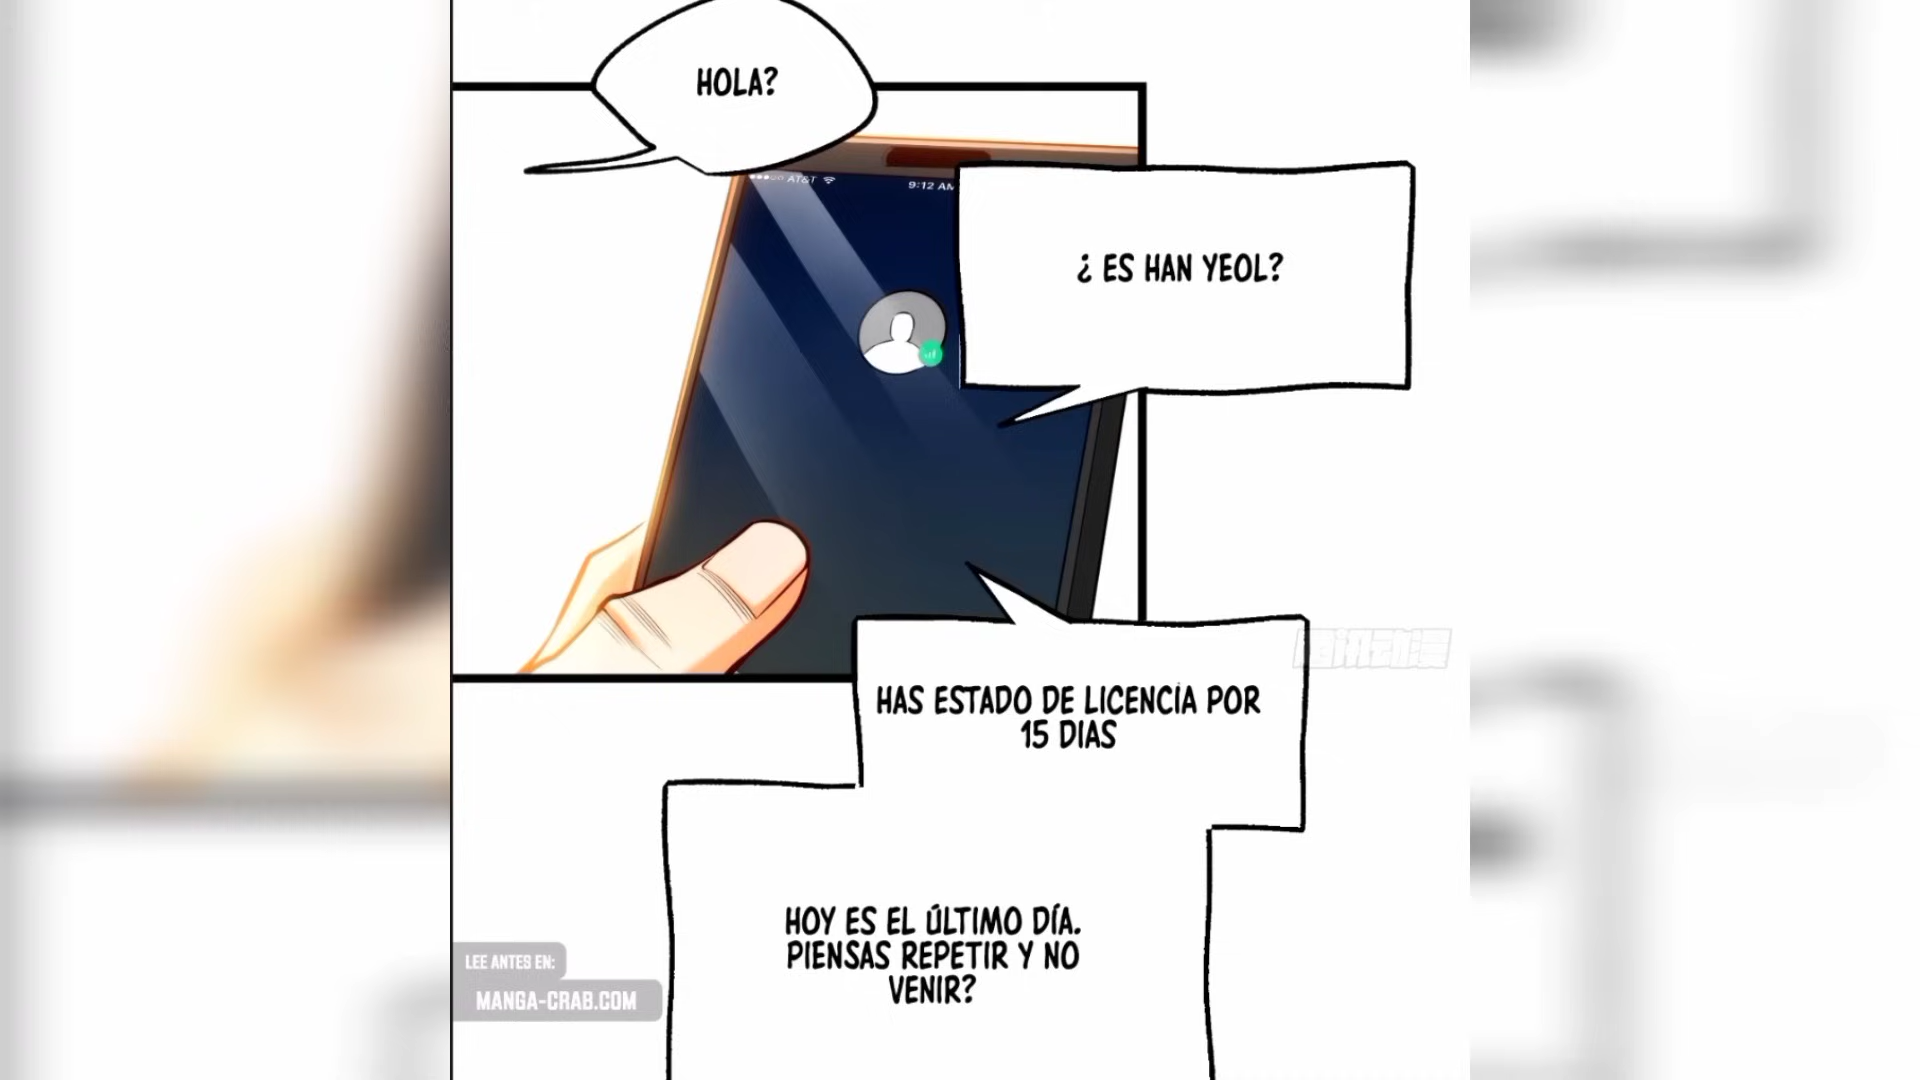 HOLA?
AT&T
9:12 AM
¿ ES HAN YEOL?
HAS ESTADO DE LICENCIA POR
15 DIAS
HOY ES EL ÚLTIMO DÍA.
PIENSAS REPETIR Y NO
VENIR?
LEE ANTES EN:
MANGA-CRAB.COM